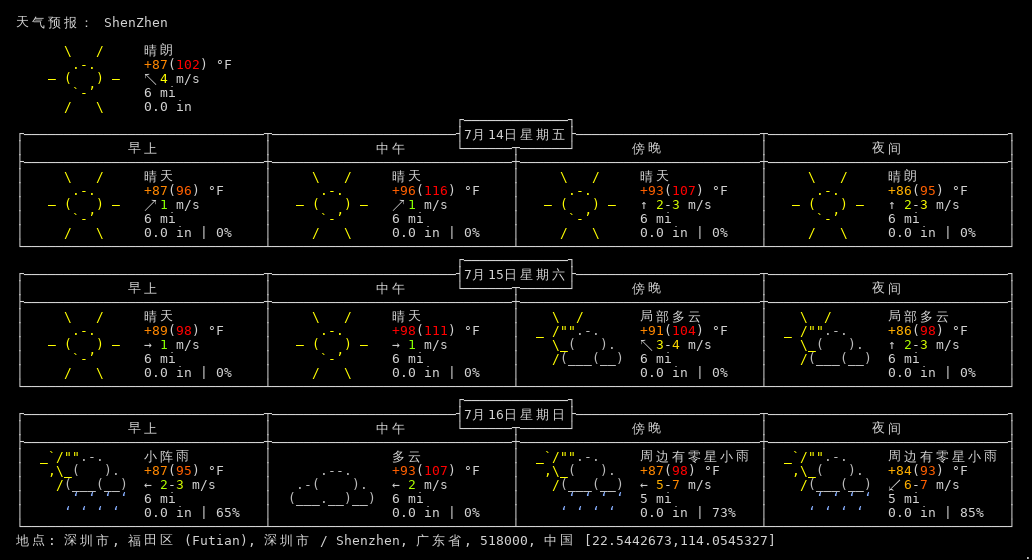 天气预报： ShenZhen
晴朗
+87(102) °F
↖ 4 m/s
6 mi
0.0 in
7月14日星期五
早上 中午 傍晚 夜间
晴天 晴天 晴天 晴朗
+87(96) °F +96(116) °F +93(107) °F +86(95) °F
↗ 1 m/s ↗ 1 m/s ↑ 2-3 m/s ↑ 2-3 m/s
6 mi 6 mi 6 mi 6 mi
0.0 in | 0% 0.0 in | 0% 0.0 in | 0% 0.0 in | 0%
7月15日星期六
早上 中午 傍晚 夜间
晴天 晴天 局部多云 局部多云
+89(98) °F +98(111) °F +91(104) °F +86(98) °F
→ 1 m/s → 1 m/s ↖ 3-4 m/s ↑ 2-3 m/s
6 mi 6 mi 6 mi 6 mi
0.0 in | 0% 0.0 in | 0% 0.0 in | 0% 0.0 in | 0%
7月16日星期日
早上 中午 傍晚 夜间
小阵雨 多云 周边有零星小雨 周边有零星小雨
+87(95) °F +93(107) °F +87(98) °F +84(93) °F
← 2-3 m/s ← 2 m/s ← 5-7 m/s ↙ 6-7 m/s
6 mi 6 mi 5 mi 5 mi
0.0 in | 65% 0.0 in | 0% 0.0 in | 73% 0.0 in | 85%
地点: 深圳市, 福田区 (Futian), 深圳市 / Shenzhen, 广东省, 518000, 中国 [22.5442673,114.0545327]